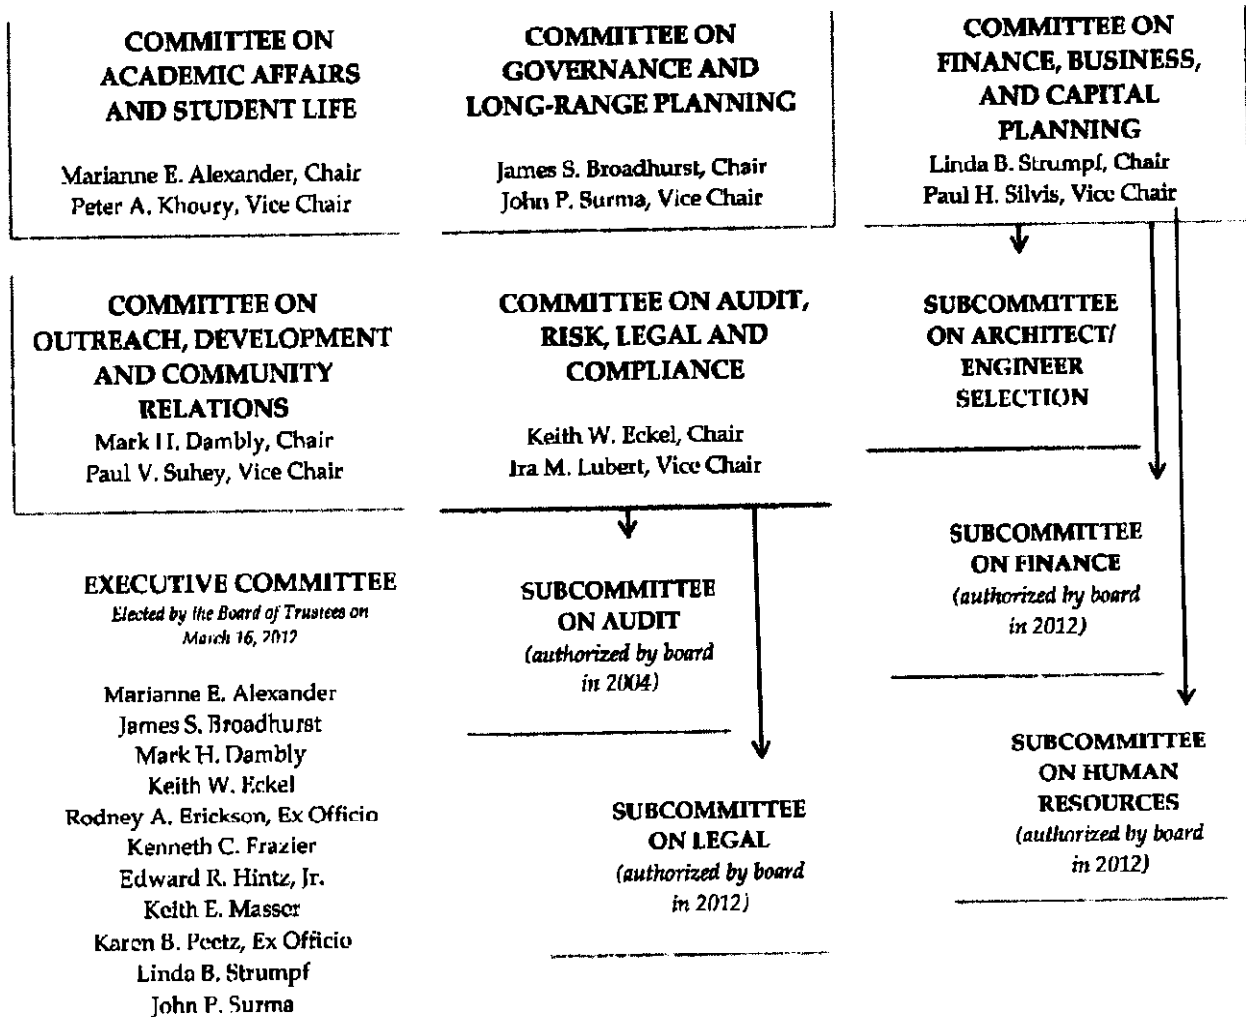 COMMITTEE ON
ACADEMIC AFFAIRS
AND STUDENT LIFE
Marianne E. Alexander, Chair
Peter A. Khoury, Vice Chair
COMMITTEE ON
GOVERNANCE AND
LONG-RANGE PLANNING
James S. Broadhurst, Chair
John P. Surma, Vice Chair
COMMITTEE ON
FINANCE, BUSINESS,
AND CAPITAL
PLANNING
Linda B. Strumpf, Chair
Paul H. Silvis, Vice Chair
COMMITTEE ON
OUTREACH, DEVELOPMENT
AND COMMUNITY
RELATIONS
Mark H. Dambly, Chair
Paul V. Suhey, Vice Chair
COMMITTEE ON AUDIT,
RISK, LEGAL AND
COMPLIANCE
Keith W. Eckel, Chair
Ira M. Lubert, Vice Chair
SUBCOMMITTEE
ON ARCHITECT/
ENGINEER
SELECTION
SUBCOMMITTEE
ON FINANCE
(authorized by board
in 2012)
SUBCOMMITTEE
ON HUMAN
RESOURCES
(authorized by board
in 2012)
SUBCOMMITTEE
ON AUDIT
(authorized by board
in 2004)
SUBCOMMITTEE
ON LEGAL
(authorized by board
in 2012)
EXECUTIVE COMMITTEE
Elected by the Board of Trustees on
March 16, 2012
Marianne E. Alexander
James S. Broadhurst
Mark H. Dambly
Keith W. Eckel
Rodney A. Erickson, Ex Officio
Kenneth C. Frazier
Edward R. Hintz, Jr.
Keith E. Masser
Karen B. Peetz, Ex Officio
Linda B. Strumpf
John P. Surma